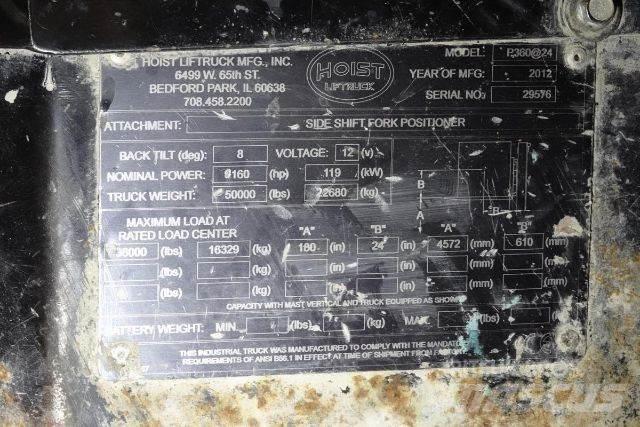 HOIST LIFTRUCK MFG., INC.
6499 W. 65th ST.
BEDFORD PARK, IL 60638
708.458.2200
HOIST
LIFTRUCK
MODEL: P360@24
YEAR OF MFG: 2012
SERIAL NO: 29576
ATTACHMENT: SIDE SHIFT FORK POSITIONER
BACK TILT (deg): 8 VOLTAGE: 12 (v)
NOMINAL POWER: 160 (hp) 119 (kW)
TRUCK WEIGHT: 50000 (lbs) 22680 (kg)
MAXIMUM LOAD AT
RATED LOAD CENTER "A" "B" "A" "B"
36000 (lbs) 16329 (kg) 180 (in) 24 (in) 4572 (mm) 610 (mm)
(lbs) (kg) (in) (in) (mm) (mm)
(lbs) (kg) (in) (in) (mm) (mm)
CAPACITY WITH MAST VERTICAL AND TRUCK EQUIPPED AS SHOWN
BATTERY WEIGHT: MIN. (lbs) (kg) MAX. (lbs) (kg)
THIS INDUSTRIAL TRUCK WAS MANUFACTURED TO COMPLY WITH THE MANDATORY
REQUIREMENTS OF ANSI B56.1 IN EFFECT AT TIME OF SHIPMENT FROM FACTORY.